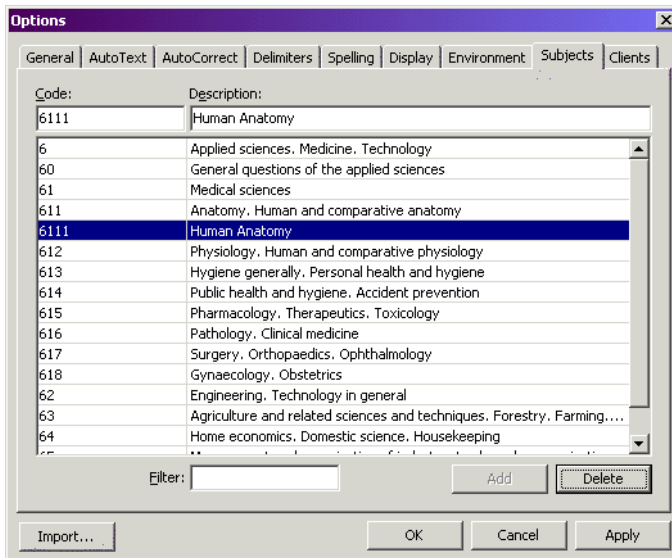 Options
General AutoText AutoCorrect Delimiters Spelling Display Environment Subjects Clients
Code: Description:
6111 Human Anatomy
6 Applied sciences. Medicine. Technology
60 General questions of the applied sciences
61 Medical sciences
611 Anatomy. Human and comparative anatomy
6111 Human Anatomy
612 Physiology. Human and comparative physiology
613 Hygiene generally. Personal health and hygiene
614 Public health and hygiene. Accident prevention
615 Pharmacology. Therapeutics. Toxicology
616 Pathology. Clinical medicine
617 Surgery. Orthopaedics. Ophthalmology
618 Gynaecology. Obstetrics
62 Engineering. Technology in general
63 Agriculture and related sciences and techniques. Forestry. Farming....
64 Home economics. Domestic science. Housekeeping
Filter: Add Delete
Import... OK Cancel Apply